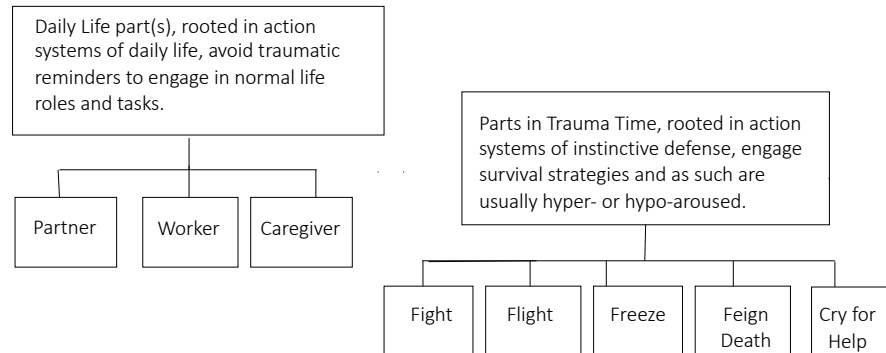 Daily Life part(s), rooted in action
systems of daily life, avoid traumatic
reminders to engage in normal life
roles and tasks.
Partner
Worker
Caregiver
Parts in Trauma Time, rooted in action
systems of instinctive defense, engage
survival strategies and as such are
usually hyper- or hypo-aroused.
Fight
Flight
Freeze
Feign
Death
Cry for
Help